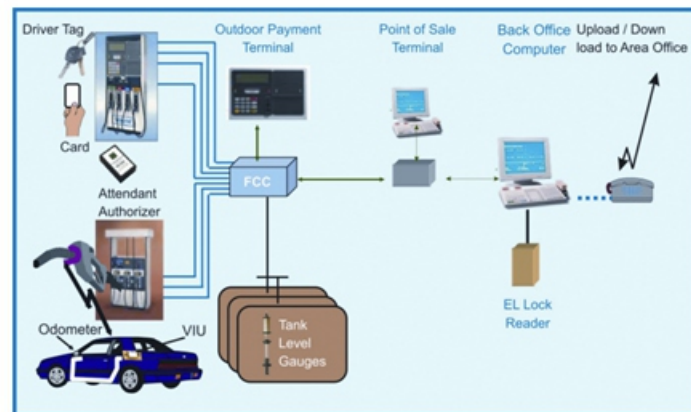 Driver Tag
Outdoor Payment
Terminal
Point of Sale
Terminal
Back Office
Computer
Upload / Down
load to Area Office
Card
Attendant
Authorizer
FCC
Odometer
VIU
Tank
Level
Gauges
EL Lock
Reader